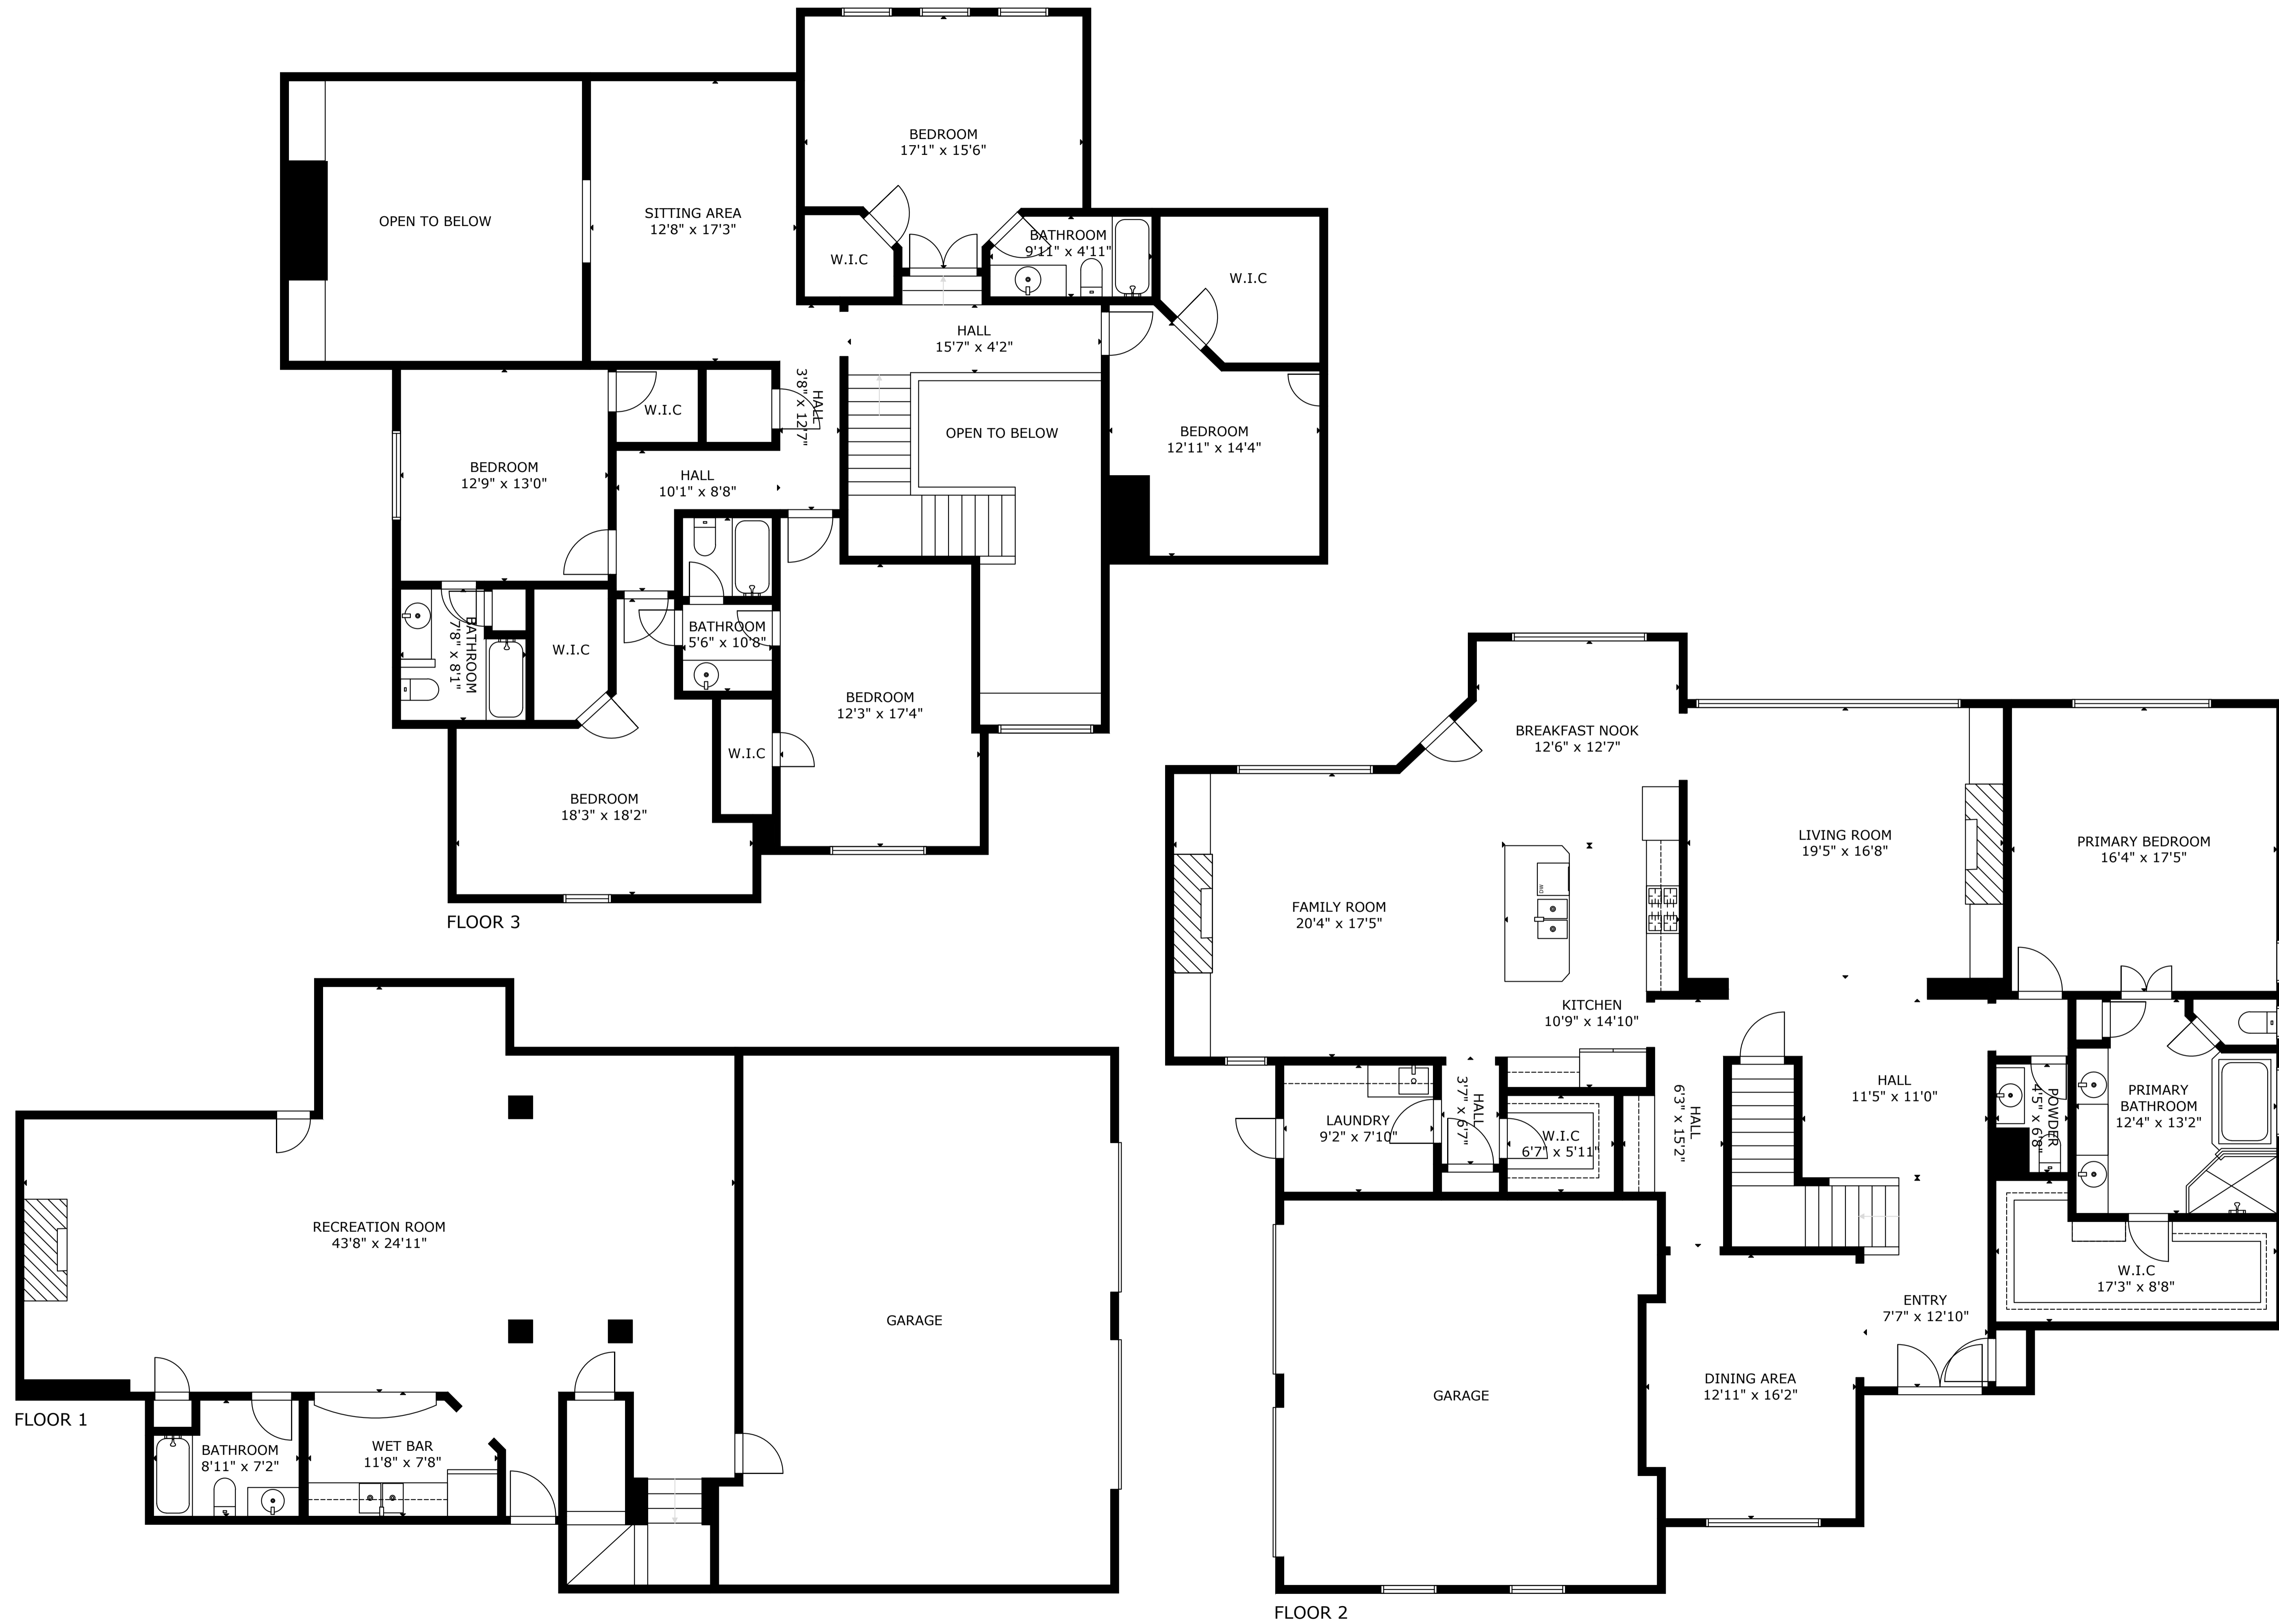 BEDROOM
17'1" x 15'6"
OPEN TO BELOW
SITTING AREA
12'8" x 17'3"
W.I.C
BATHROOM
9'11" x 4'11"
W.I.C
HALL
15'7" x 4'2"
HALL
3'8" x 12'7"
W.I.C
OPEN TO BELOW
BEDROOM
12'11" x 14'4"
BEDROOM
12'9" x 13'0"
HALL
10'1" x 8'8"
BATHROOM
7'8" x 8'1"
W.I.C
BATHROOM
5'6" x 10'8"
BEDROOM
12'3" x 17'4"
W.I.C
BEDROOM
18'3" x 18'2"
FLOOR 3
BREAKFAST NOOK
12'6" x 12'7"
LIVING ROOM
19'5" x 16'8"
PRIMARY BEDROOM
16'4" x 17'5"
FAMILY ROOM
20'4" x 17'5"
DW
KITCHEN
10'9" x 14'10"
HALL
11'5" x 11'0"
PRIMARY
BATHROOM
12'4" x 13'2"
POWDER
4'5" x 6'8"
LAUNDRY
9'2" x 7'10"
HALL
3'7" x 6'7"
W.I.C
6'7" x 5'11"
HALL
6'3" x 15'2"
W.I.C
17'3" x 8'8"
ENTRY
7'7" x 12'10"
DINING AREA
12'11" x 16'2"
GARAGE
FLOOR 2
RECREATION ROOM
43'8" x 24'11"
GARAGE
FLOOR 1
BATHROOM
8'11" x 7'2"
WET BAR
11'8" x 7'8"